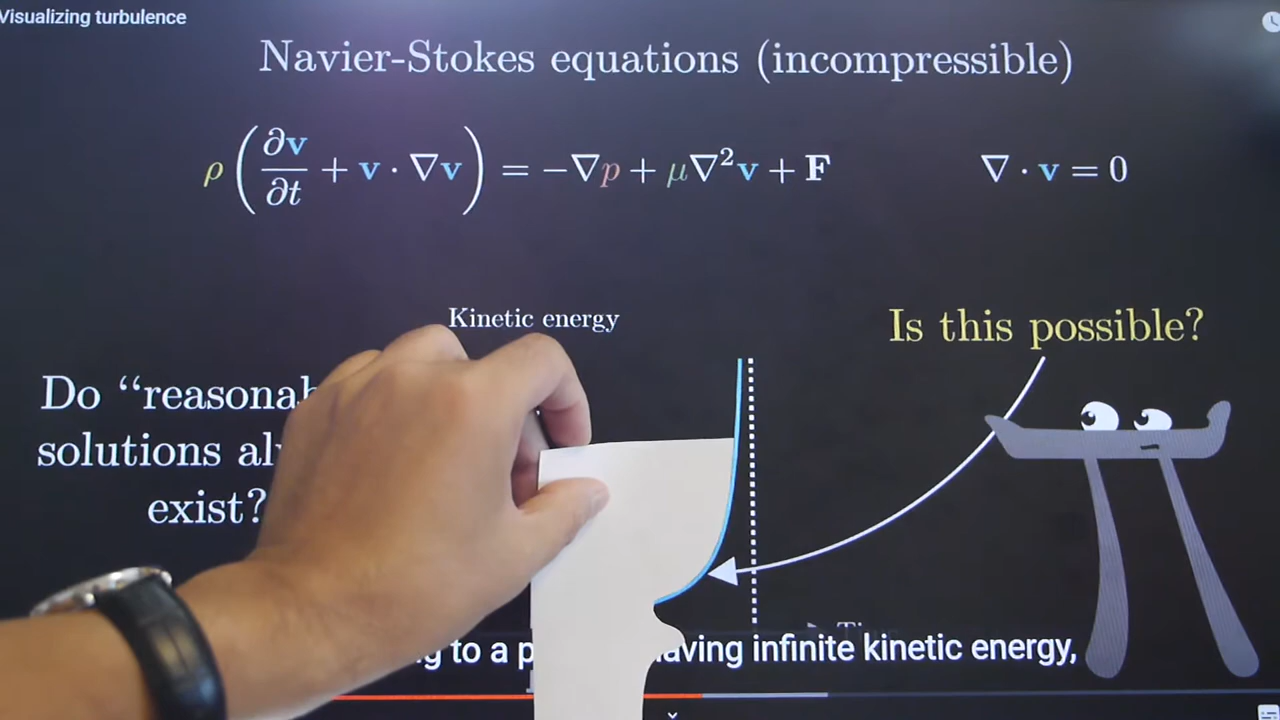 Visualizing turbulence
Navier-Stokes equations (incompressible)
ρ(∂v/∂t + v · ∇v) = −∇p + μ∇²v + F
∇ · v = 0
Kinetic energy
Is this possible?
Do “reasonab
solutions al
exist?
g to a p
aving infinite kinetic energy,